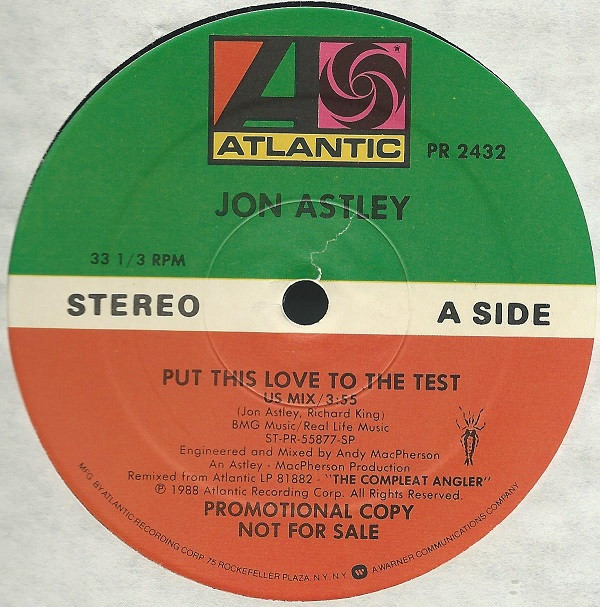 ATLANTIC
PR 2432
JON ASTLEY
33 1/3 RPM
STEREO
A SIDE
PUT THIS LOVE TO THE TEST
US MIX/3:55
(Jon Astley, Richard King)
BMG Music/Real Life Music
ST-PR-55877-SP
Engineered and Mixed by Andy MacPherson
An Astley - MacPherson Production
Remixed from Atlantic LP 81882 - "THE COMPLEAT ANGLER"
℗ 1988 Atlantic Recording Corp. All Rights Reserved.
PROMOTIONAL COPY
NOT FOR SALE
MFG. BY ATLANTIC RECORDING CORP. 75 ROCKEFELLER PLAZA, N.Y. N.Y. A WARNER COMMUNICATIONS COMPANY